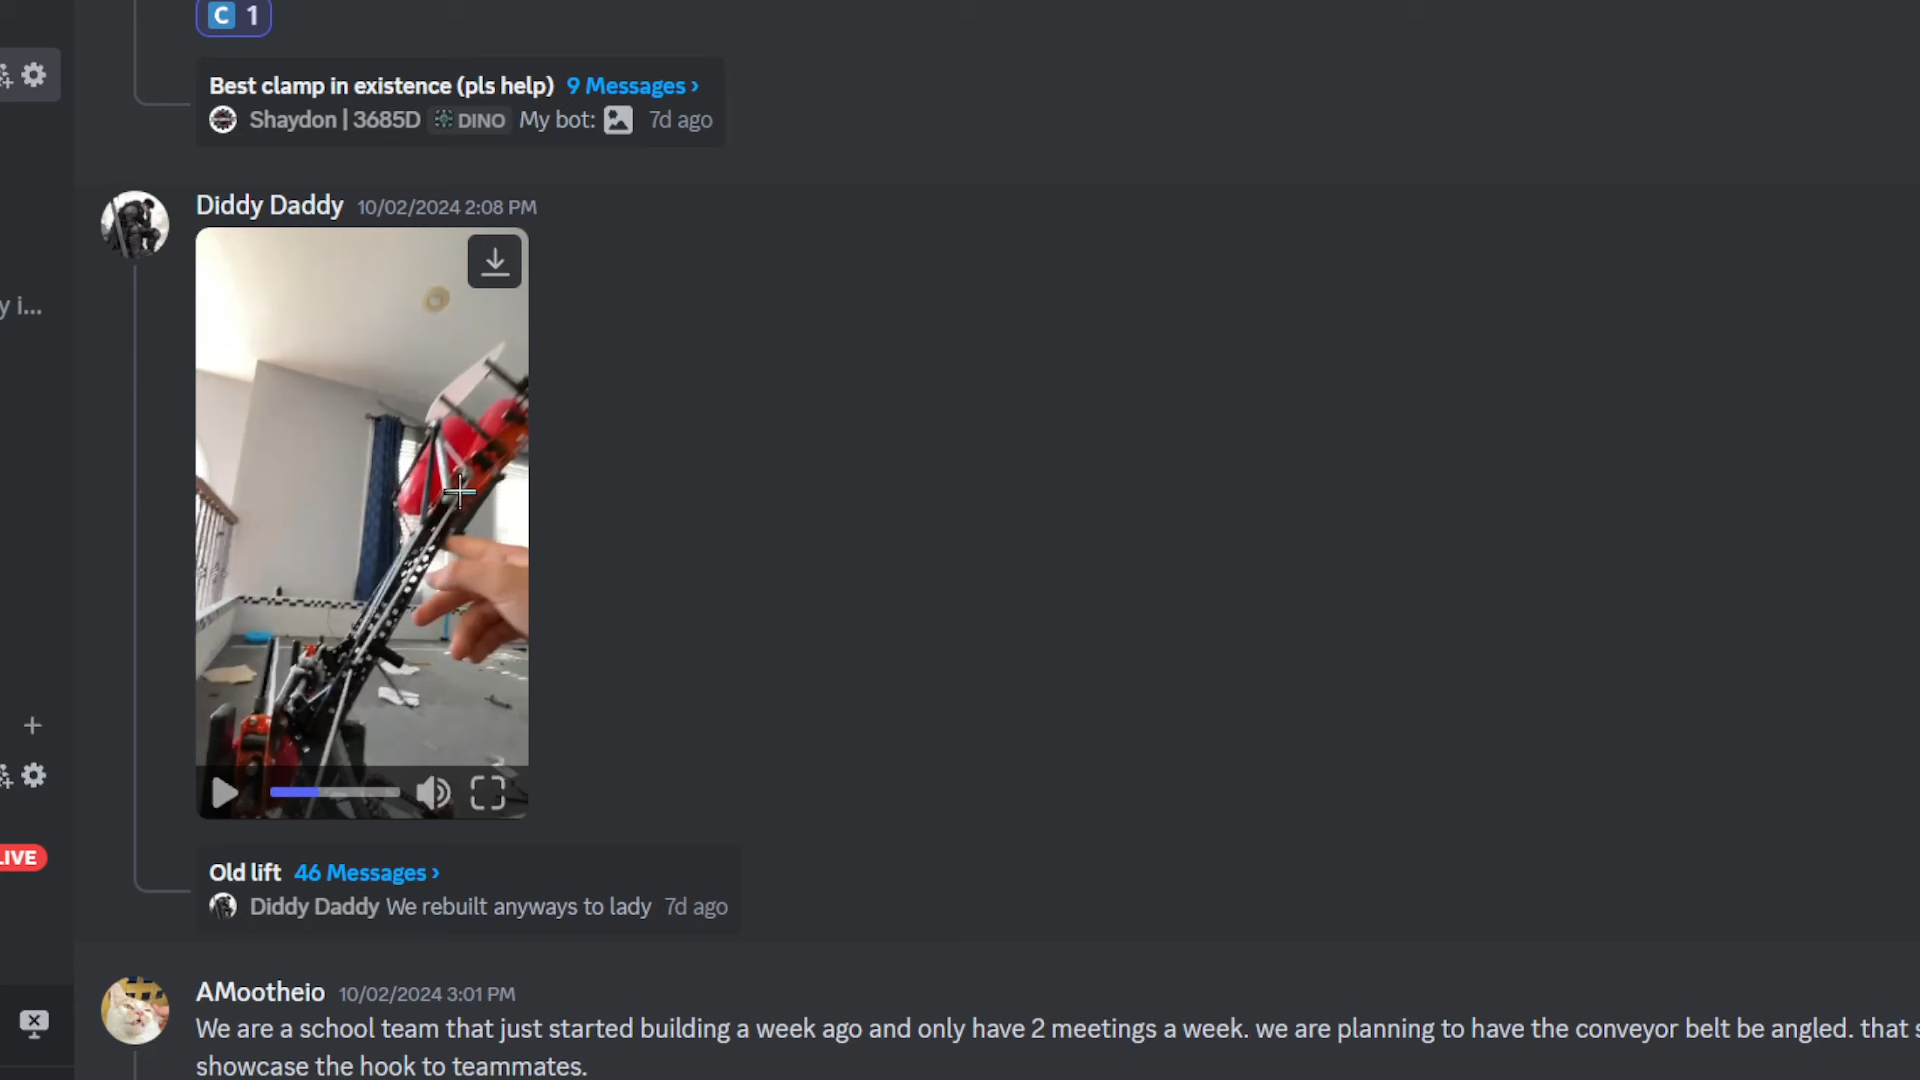 C 1
Best clamp in existence (pls help) 9 Messages ›
Shaydon | 3685D DINO My bot: 7d ago
Diddy Daddy 10/02/2024 2:08 PM
y i...
LIVE
Old lift 46 Messages ›
Diddy Daddy We rebuilt anyways to lady 7d ago
AMootheio 10/02/2024 3:01 PM
We are a school team that just started building a week ago and only have 2 meetings a week. we are planning to have the conveyor belt be angled. that s
showcase the hook to teammates.